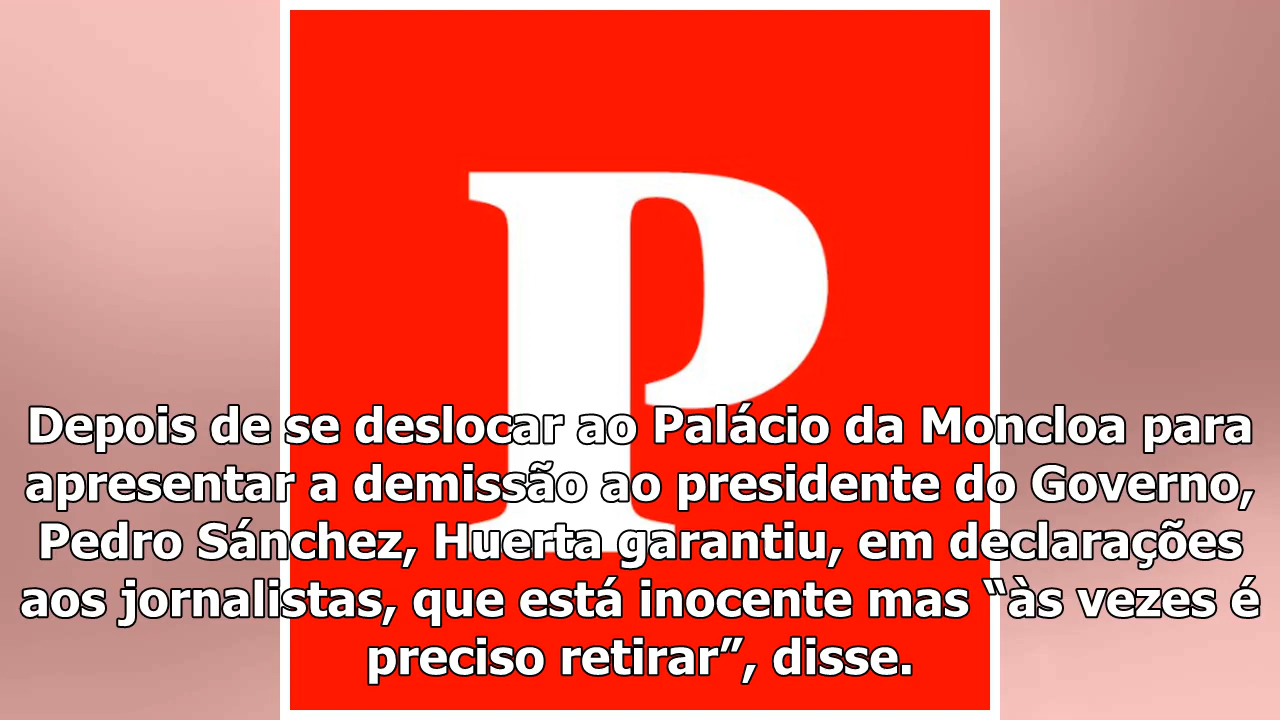 P
Depois de se deslocar ao Palácio da Moncloa para
apresentar a demissão ao presidente do Governo,
Pedro Sánchez, Huerta garantiu, em declarações
aos jornalistas, que está inocente mas “às vezes é
preciso retirar”, disse.